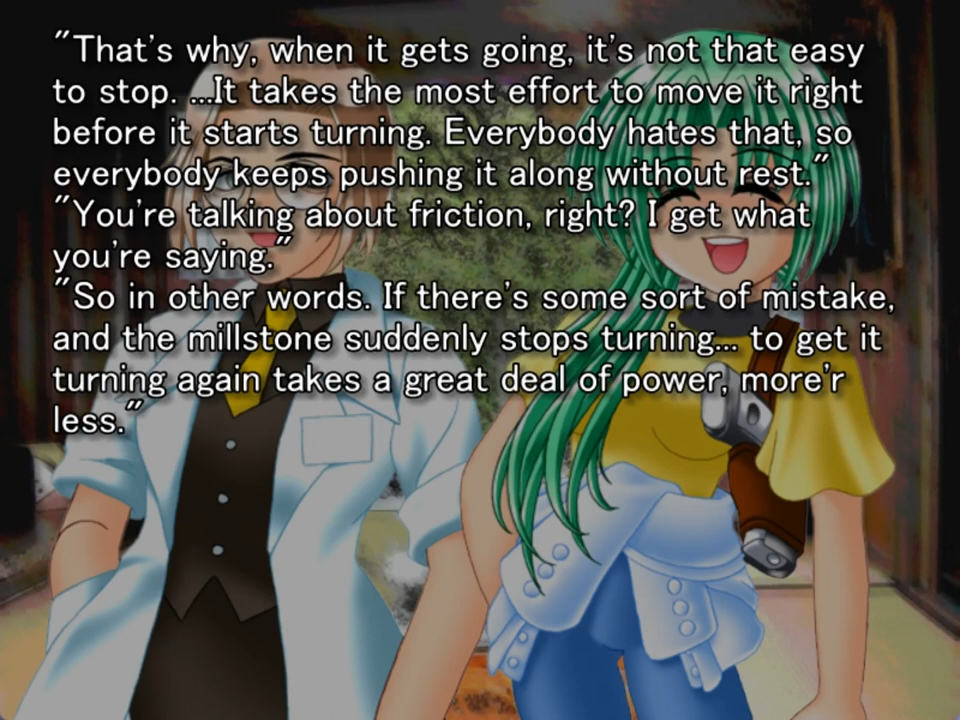 "That's why, when it gets going, it's not that easy
to stop. ...It takes the most effort to move it right
before it starts turning. Everybody hates that, so
everybody keeps pushing it along without rest."
"You're talking about friction, right? I get what
you're saying."
"So in other words. If there's some sort of mistake,
and the millstone suddenly stops turning... to get it
turning again takes a great deal of power, more'r
less."